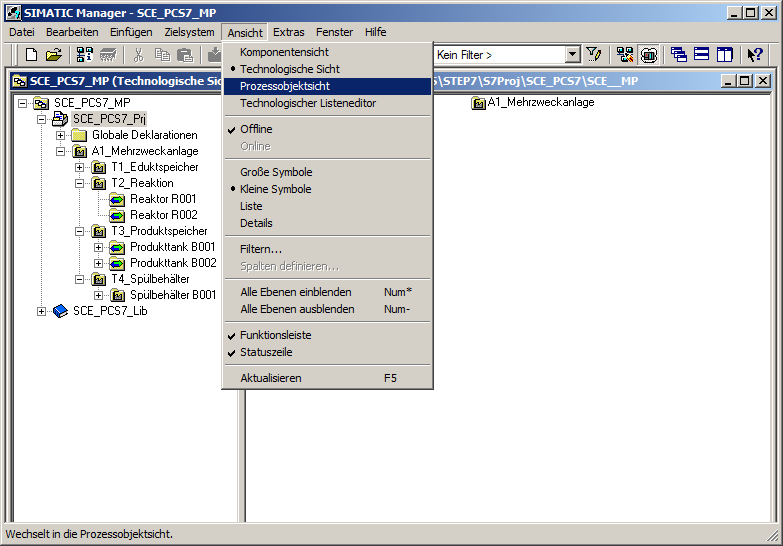 SIMATIC Manager - SCE_PCS7_MP
Datei Bearbeiten Einfügen Zielsystem Ansicht Extras Fenster Hilfe
Kein Filter >
SCE_PCS7_MP (Technologische Sic
S\STEP7\S7Proj\SCE_PCS7\SCE__MP
SCE_PCS7_MP
SCE_PCS7_Prj
Globale Deklarationen
A1_Mehrzweckanlage
T1_Eduktspeicher
T2_Reaktion
Reaktor R001
Reaktor R002
T3_Produktspeicher
Produkttank B001
Produkttank B002
T4_Spülbehälter
Spülbehälter B001
SCE_PCS7_Lib
Komponentensicht
Technologische Sicht
Prozessobjektsicht
Technologischer Listeneditor
Offline
Online
Große Symbole
Kleine Symbole
Liste
Details
Filtern...
Spalten definieren...
Alle Ebenen einblenden Num*
Alle Ebenen ausblenden Num-
Funktionsleiste
Statuszeile
Aktualisieren F5
A1_Mehrzweckanlage
Wechselt in die Prozessobjektsicht.